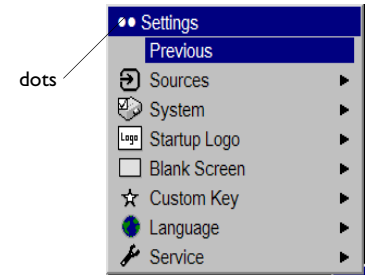 Settings
Previous
dots
Sources
System
Logo
Startup Logo
Blank Screen
Custom Key
Language
Service